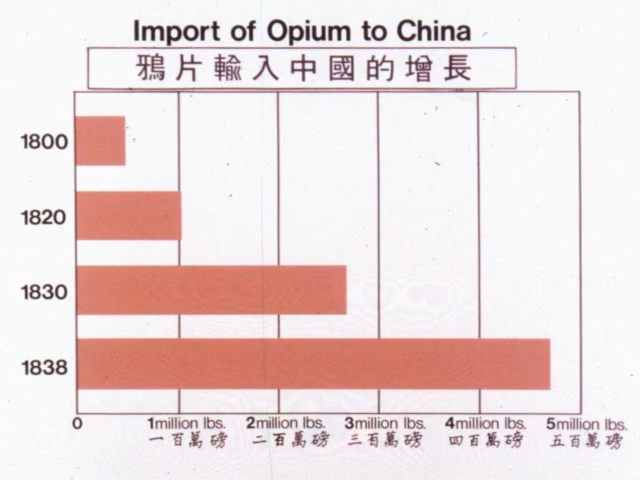 Import of Opium to China
鴉片輸入中國的增長
1800
1820
1830
1838
0
1million lbs.
2million lbs.
3million lbs.
4million lbs.
5million lbs.
一百萬磅
二百萬磅
三百萬磅
四百萬磅
五百萬磅